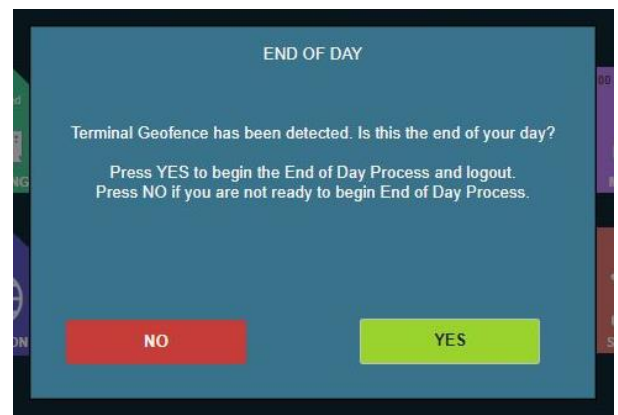 END OF DAY
Terminal Geofence has been detected. Is this the end of your day?
Press YES to begin the End of Day Process and logout.
Press NO if you are not ready to begin End of Day Process.
NO
YES